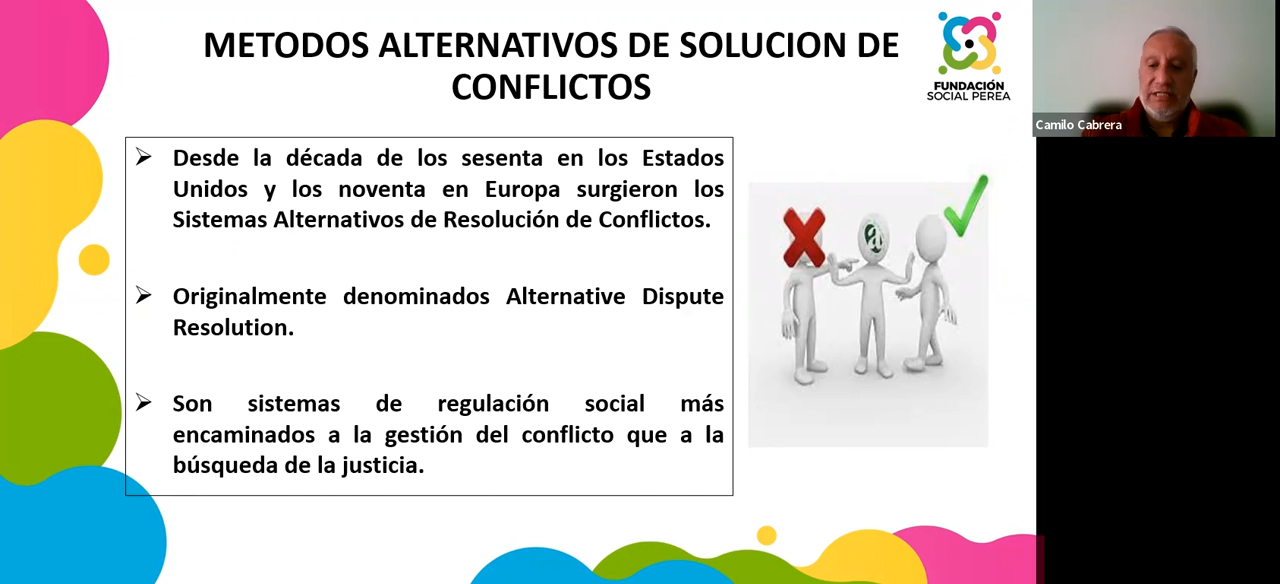 METODOS ALTERNATIVOS DE SOLUCION DE
CONFLICTOS
FUNDACIÓN
SOCIAL PEREA
Camilo Cabrera
Desde la década de los sesenta en los Estados
Unidos y los noventa en Europa surgieron los
Sistemas Alternativos de Resolución de Conflictos.
Originalmente denominados Alternative Dispute
Resolution.
Son sistemas de regulación social más
encaminados a la gestión del conflicto que a la
búsqueda de la justicia.